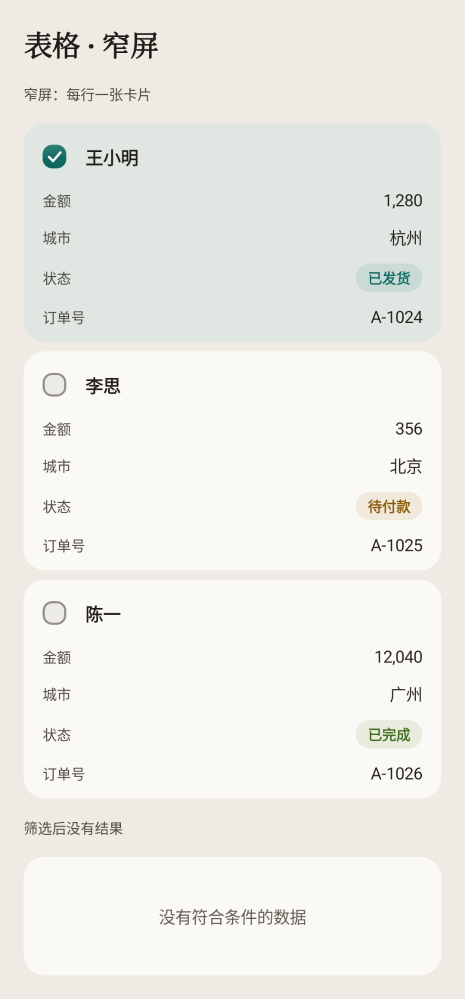 表格 · 窄屏
窄屏：每行一张卡片
王小明
金额 1,280
城市 杭州
状态 已发货
订单号 A-1024
李思
金额 356
城市 北京
状态 待付款
订单号 A-1025
陈一
金额 12,040
城市 广州
状态 已完成
订单号 A-1026
筛选后没有结果
没有符合条件的数据